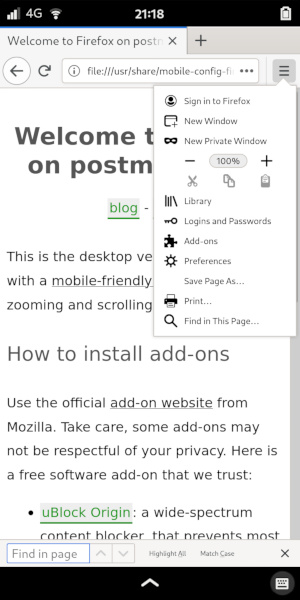 4G 21:18
Welcome to Firefox on postm
file:///usr/share/mobile-config-fi
Sign in to Firefox
New Window
New Private Window
100%
Library
Logins and Passwords
Add-ons
Preferences
Save Page As...
Print...
Find in This Page...
Welcome t
on postm
blog -
This is the desktop ve
with a mobile-friendly
zooming and scrolling
How to install add-ons
Use the official add-on website from
Mozilla. Take care, some add-ons may
not be respectful of your privacy. Here is
a free software add-on that we trust:
• uBlock Origin: a wide-spectrum
content blocker, that prevents most
Find in page Highlight All Match Case